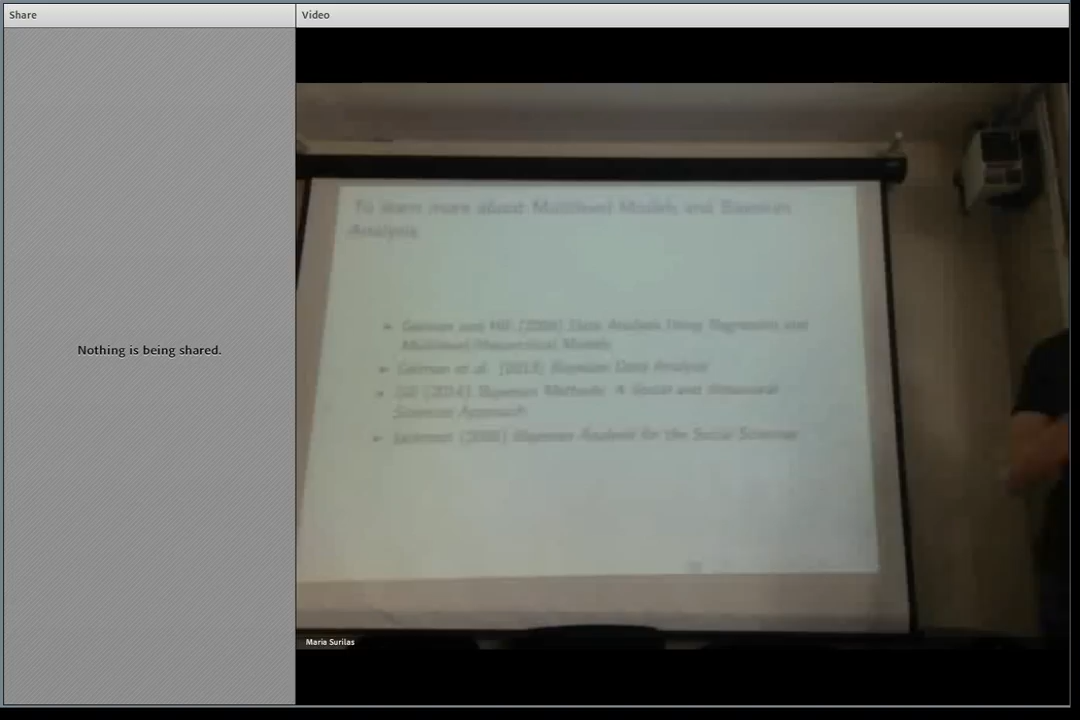 Share
Video
To learn more about Multilevel Models and Bayesian
Analysis
Gelman and Hill (2006) Data Analysis Using Regression and
Multilevel/Hierarchical Models
Gelman et al. (2013) Bayesian Data Analysis
Gill (2014) Bayesian Methods: A Social and Behavioral
Sciences Approach
(2009) Bayesian Analysis for the Social Sciences
Nothing is being shared.
Maria Surilas